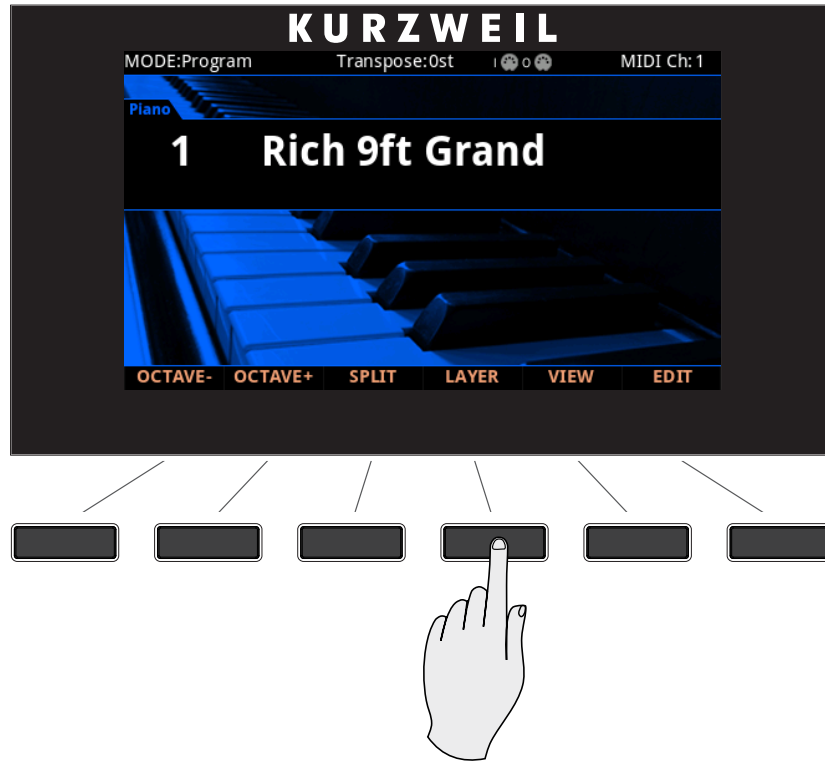 KURZWEIL
MODE:Program Transpose:0st I O MIDI Ch:1
Piano
1 Rich 9ft Grand
OCTAVE- OCTAVE+ SPLIT LAYER VIEW EDIT